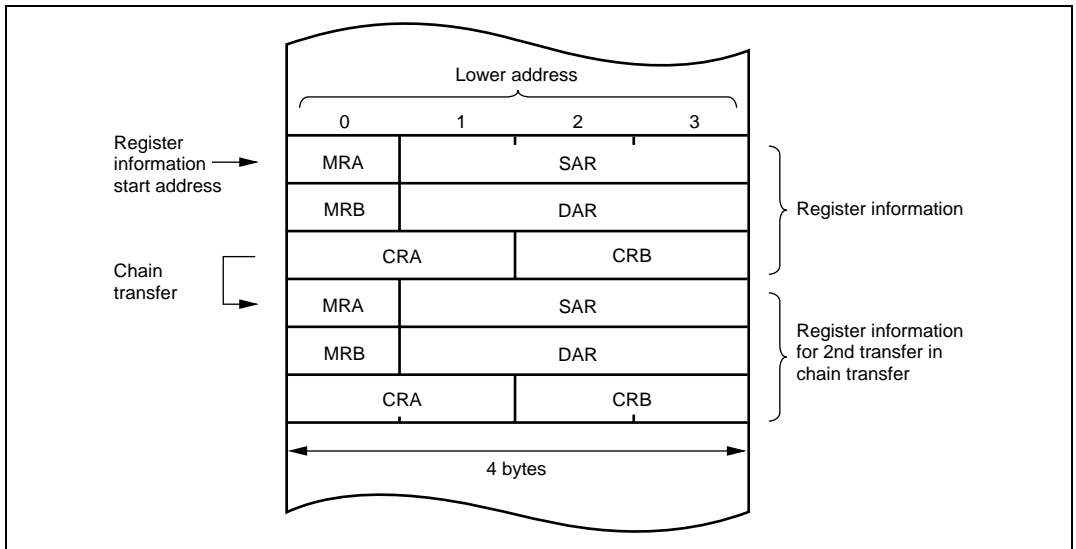 Lower address
0 1 2 3
Register
information
start address
MRA SAR
MRB DAR
Register information
CRA CRB
Chain
transfer
MRA SAR
MRB DAR
Register information
for 2nd transfer in
chain transfer
CRA CRB
4 bytes